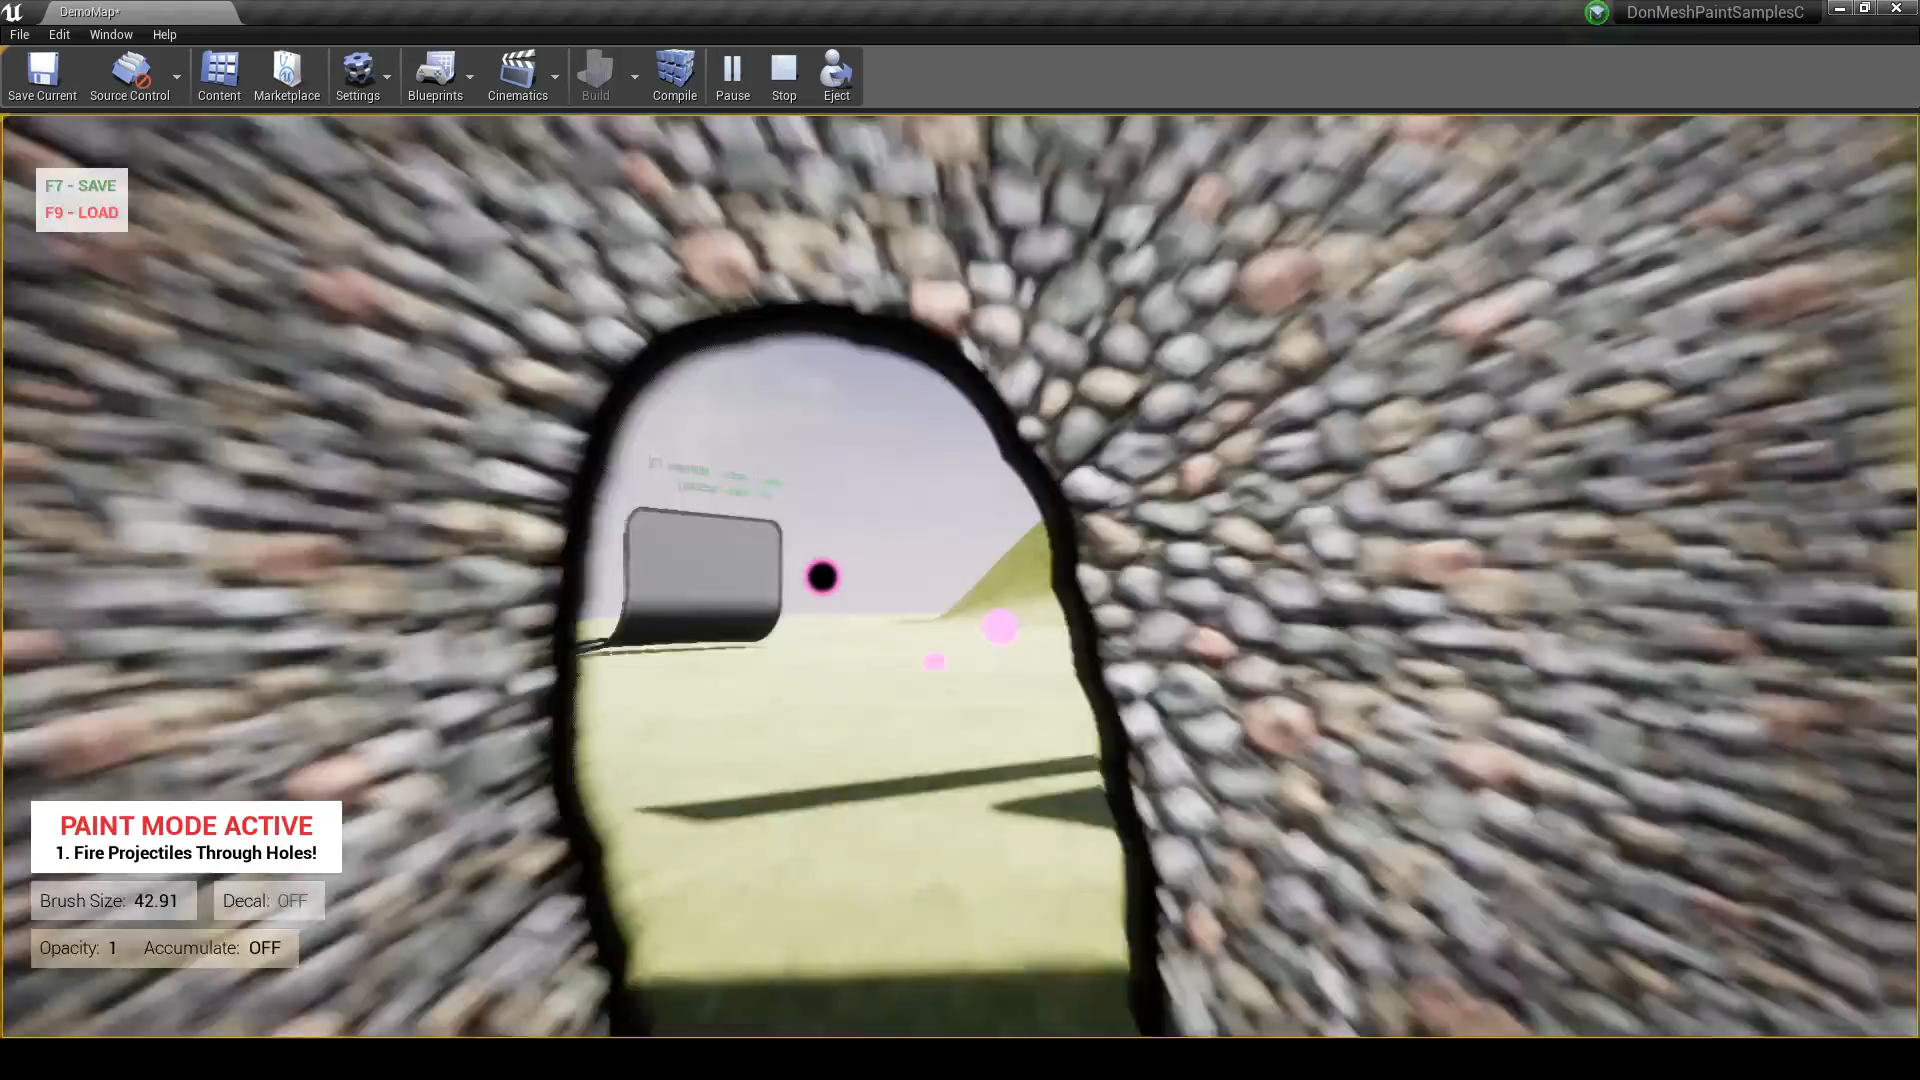 DemoMap*
DonMeshPaintSamplesC
File Edit Window Help
Save Current Source Control Content Marketplace Settings Blueprints Cinematics Build Compile Pause Stop Eject
F7 - SAVE
F9 - LOAD
PAINT MODE ACTIVE
1. Fire Projectiles Through Holes!
Brush Size: 42.91 Decal: OFF
Opacity: 1 Accumulate: OFF